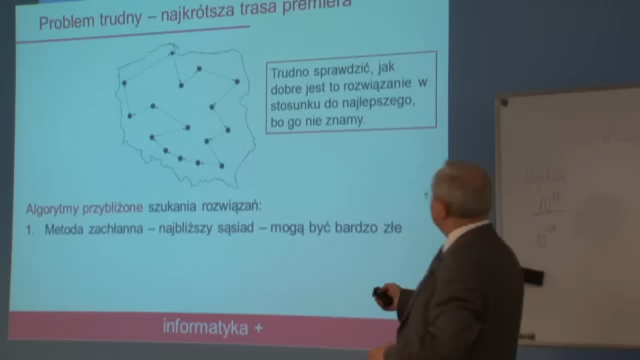 Problem trudny – najkrótsza trasa premiera
Trudno sprawdzić, jak
dobre jest to rozwiązanie w
stosunku do najlepszego,
bo go nie znamy.
Algorytmy przybliżone szukania rozwiązań:
1. Metoda zachłanna – najbliższy sąsiad – mogą być bardzo złe
informatyka +